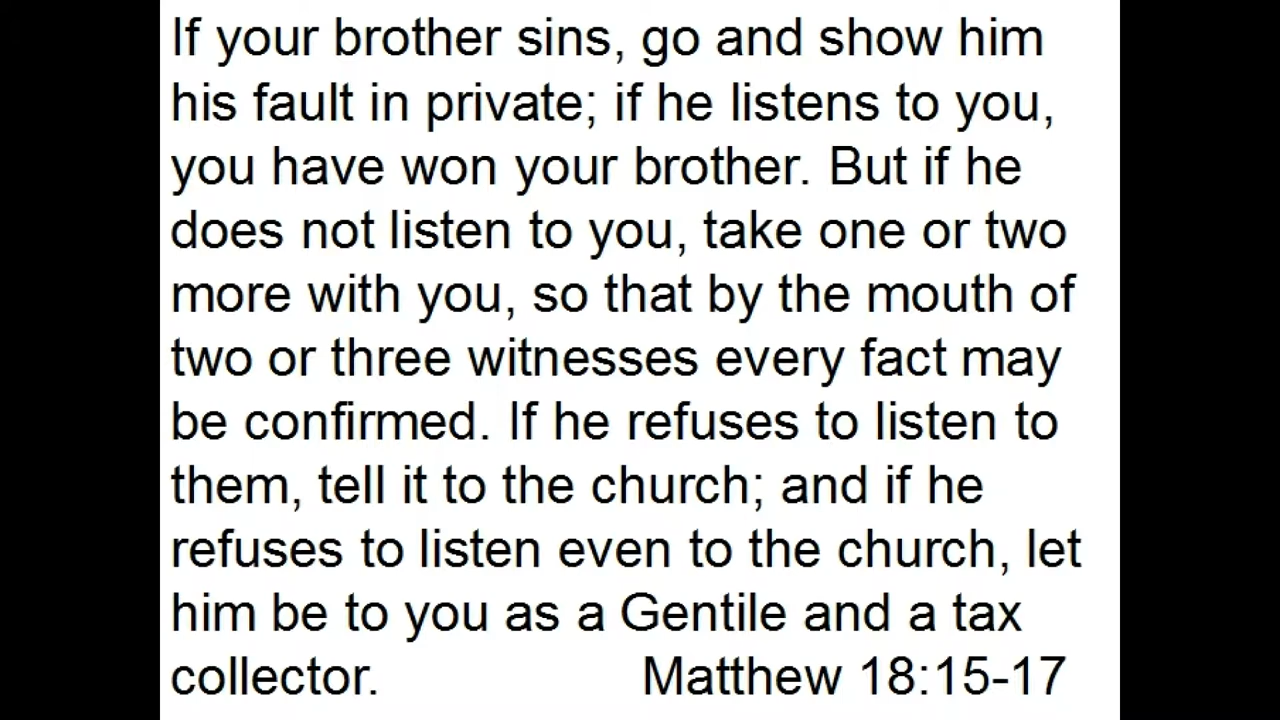 If your brother sins, go and show him
his fault in private; if he listens to you,
you have won your brother. But if he
does not listen to you, take one or two
more with you, so that by the mouth of
two or three witnesses every fact may
be confirmed. If he refuses to listen to
them, tell it to the church; and if he
refuses to listen even to the church, let
him be to you as a Gentile and a tax
collector. Matthew 18:15-17